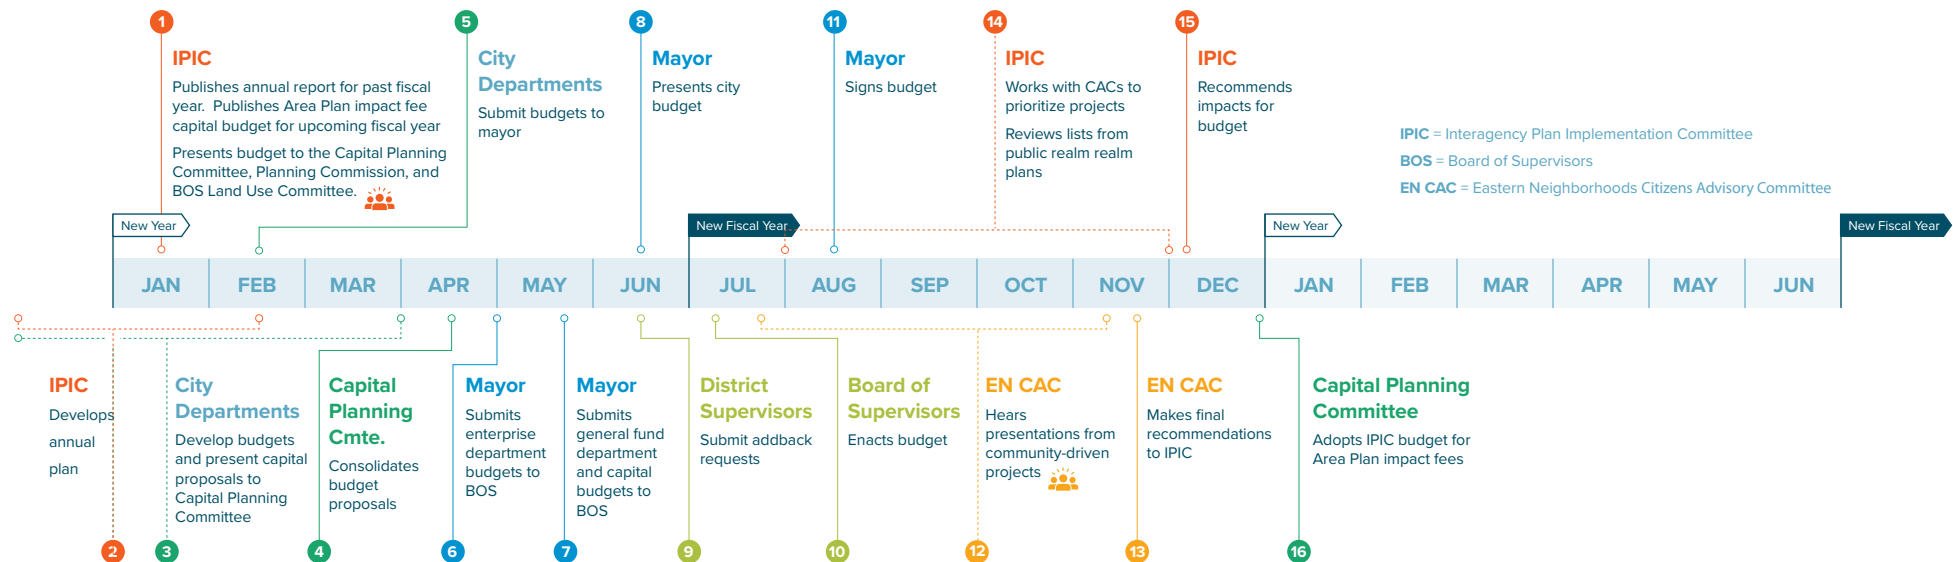 1
IPIC
Publishes annual report for past fiscal
year.  Publishes Area Plan impact fee
capital budget for upcoming fiscal year
Presents budget to the Capital Planning
Committee, Planning Commission, and
BOS Land Use Committee.
5
City
Departments
Submit budgets to
mayor
8
Mayor
Presents city
budget
11
Mayor
Signs budget
14
IPIC
Works with CACs to
prioritize projects
Reviews lists from
public realm realm
plans
15
IPIC
Recommends
impacts for
budget
IPIC = Interagency Plan Implementation Committee
BOS = Board of Supervisors
EN CAC = Eastern Neighborhoods Citizens Advisory Committee
New Year
New Fiscal Year
New Year
New Fiscal Year
JAN FEB MAR APR MAY JUN JUL AUG SEP OCT NOV DEC JAN FEB MAR APR MAY JUN
IPIC
Develops
annual
plan
2
City
Departments
Develop budgets
and present capital
proposals to
Capital Planning
Committee
3
Capital
Planning
Cmte.
Consolidates
budget
proposals
4
Mayor
Submits
enterprise
department
budgets to
BOS
6
Mayor
Submits
general fund
department
and capital
budgets to
BOS
7
District
Supervisors
Submit addback
requests
9
Board of
Supervisors
Enacts budget
10
EN CAC
Hears
presentations from
community-driven
projects
12
EN CAC
Makes final
recommendations
to IPIC
13
Capital Planning
Committee
Adopts IPIC budget for
Area Plan impact fees
16